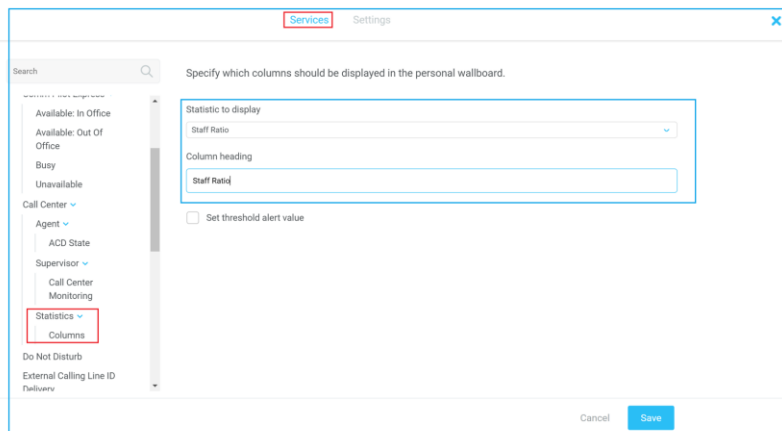 Services Settings
Search
Specify which columns should be displayed in the personal wallboard.
Available: In Office
Available: Out Of
Office
Busy
Unavailable
Call Center
Agent
ACD State
Supervisor
Call Center
Monitoring
Statistics
Columns
Do Not Disturb
External Calling Line ID
Delivery
Statistic to display
Staff Ratio
Column heading
Staff Ratio
Set threshold alert value
Cancel Save